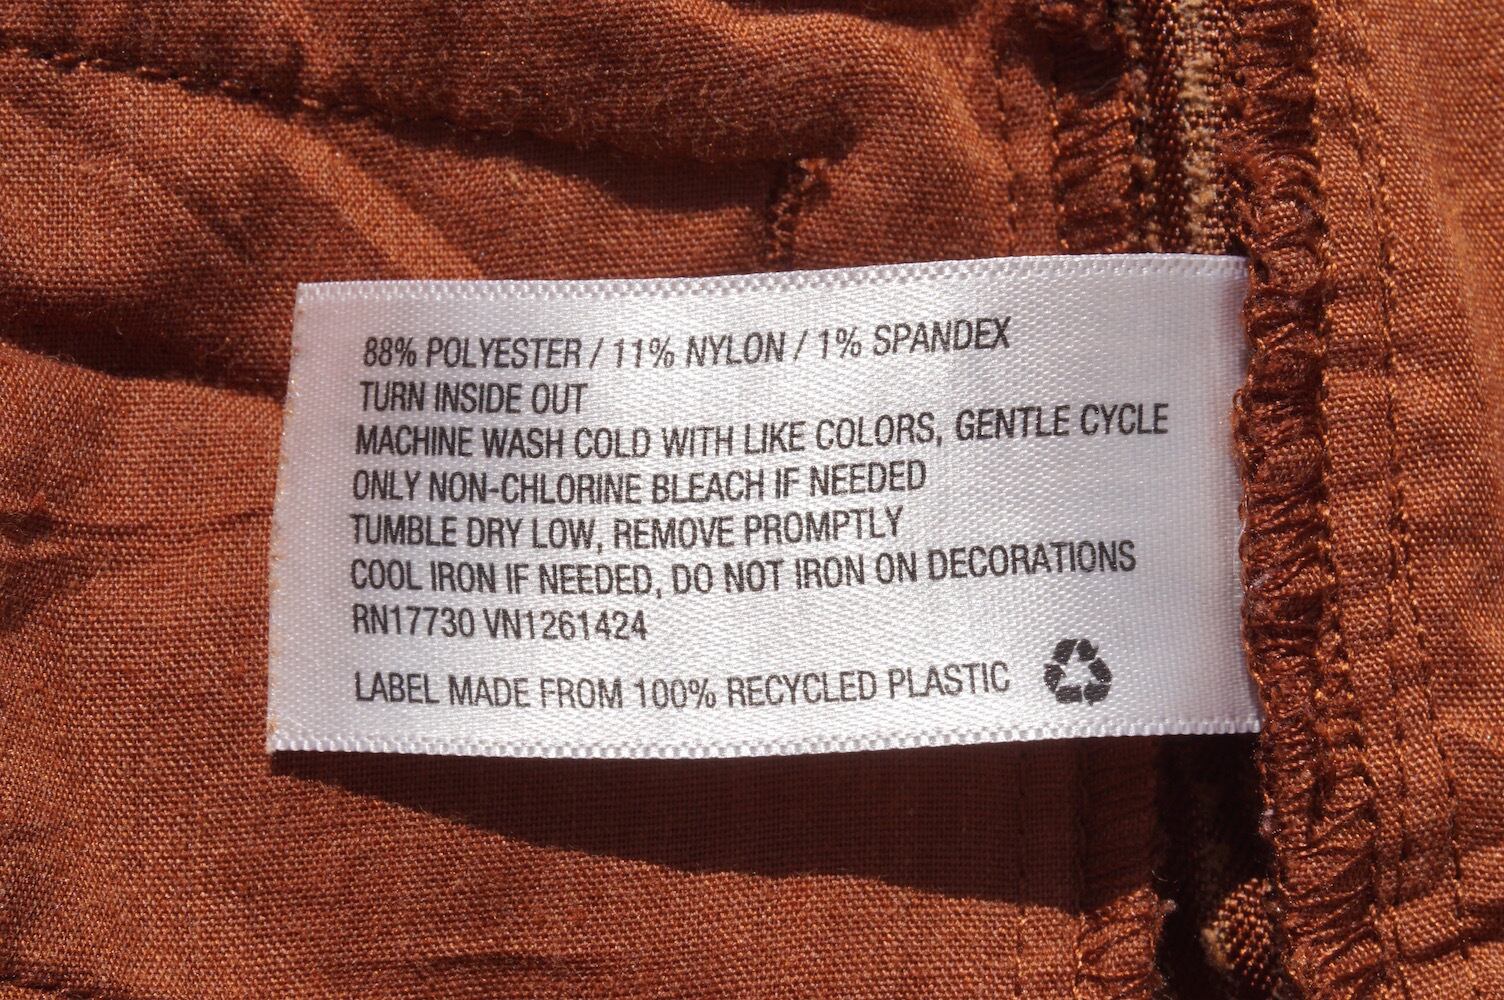 88% POLYESTER / 11% NYLON / 1% SPANDEX
TURN INSIDE OUT
MACHINE WASH COLD WITH LIKE COLORS, GENTLE CYCLE
ONLY NON-CHLORINE BLEACH IF NEEDED
TUMBLE DRY LOW, REMOVE PROMPTLY
COOL IRON IF NEEDED, DO NOT IRON ON DECORATIONS
RN17730 VN1261424
LABEL MADE FROM 100% RECYCLED PLASTIC